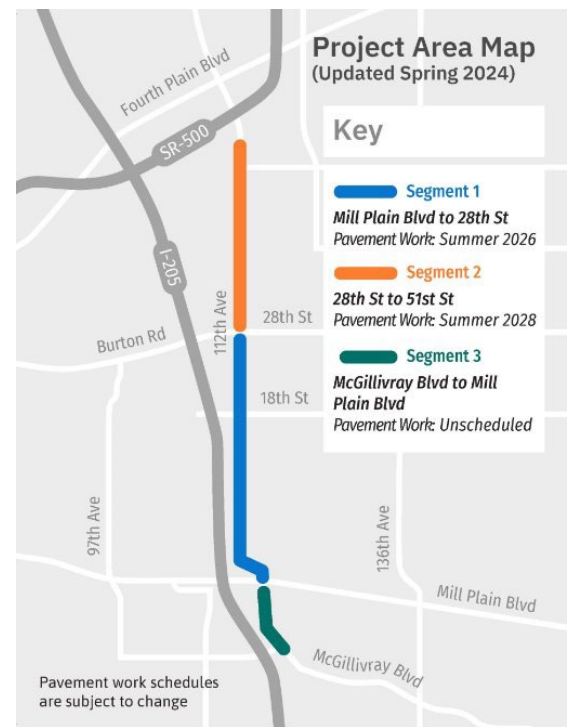 Project Area Map
(Updated Spring 2024)
Key
Segment 1
Mill Plain Blvd to 28th St
Pavement Work: Summer 2026
Segment 2
28th St to 51st St
Pavement Work: Summer 2028
Segment 3
McGillivray Blvd to Mill
Plain Blvd
Pavement Work: Unscheduled
Fourth Plain Blvd
SR-500
I-205
112th Ave
28th St
Burton Rd
18th St
97th Ave
136th Ave
Mill Plain Blvd
McGillivray Blvd
Pavement work schedules
are subject to change